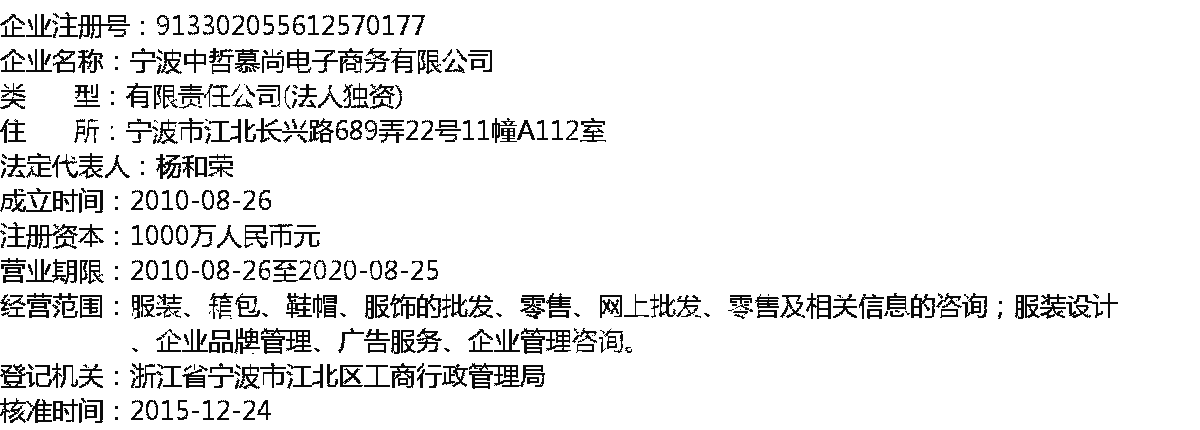 企业注册号：913302055612570177
企业名称：宁波中哲慕尚电子商务有限公司
类 型：有限责任公司(法人独资)
住 所：宁波市江北长兴路689弄22号11幢A112室
法定代表人：杨和荣
成立时间：2010-08-26
注册资本：1000万人民币元
营业期限：2010-08-26至2020-08-25
经营范围：服装、箱包、鞋帽、服饰的批发、零售、网上批发、零售及相关信息的咨询；服装设计
、企业品牌管理、广告服务、企业管理咨询。
登记机关：浙江省宁波市江北区工商行政管理局
核准时间：2015-12-24